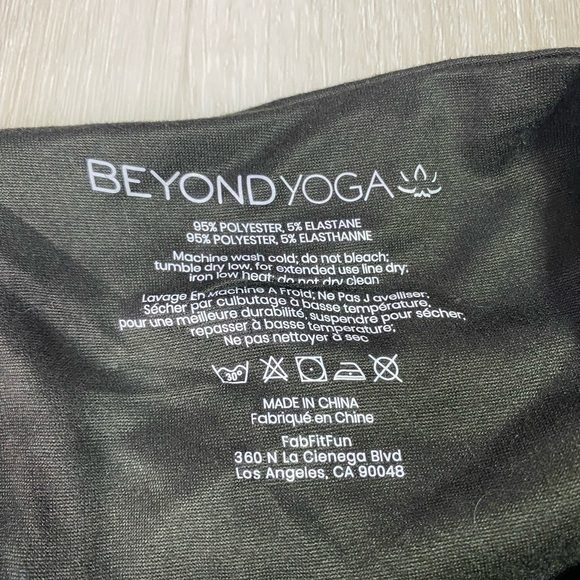 BEYOND YOGA
95% POLYESTER, 5% ELASTANE
95% POLYESTER, 5% ELASTHANNE
Machine wash cold; do not bleach;
tumble dry low, for extended use line dry;
iron low heat; do not dry clean
Lavage En Machine A Froid; Ne Pas J avelliser;
Sécher par culbutage à basse température,
pour une meilleure durabilité, suspendre pour sécher,
repasser à basse temperature;
Ne pas nettoyer à sec
30°
MADE IN CHINA
Fabriqué en Chine
FabFitFun
360 N La Cienega Blvd
Los Angeles, CA 90048